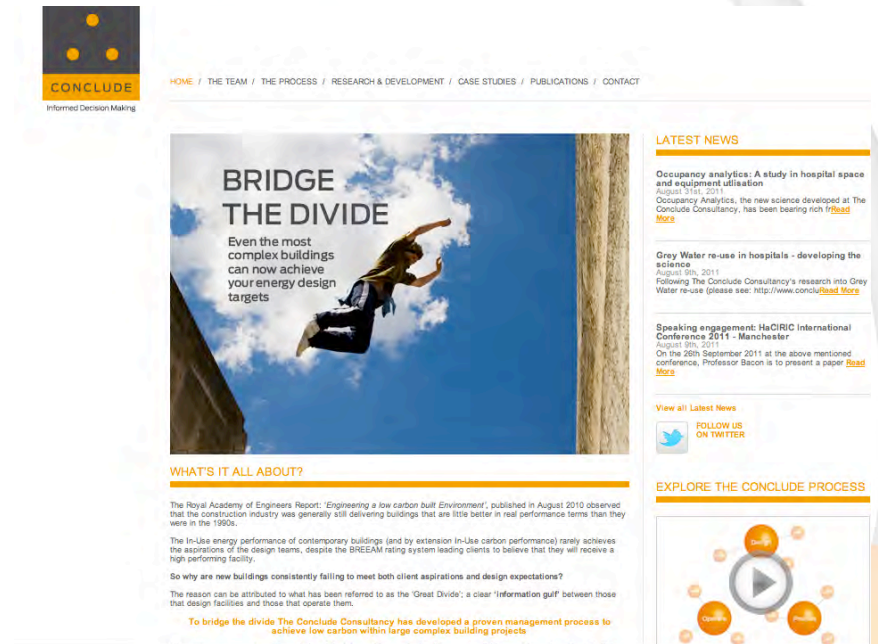 CONCLUDE
Informed Decision Making
HOME / THE TEAM / THE PROCESS / RESEARCH & DEVELOPMENT / CASE STUDIES / PUBLICATIONS / CONTACT
BRIDGE
THE DIVIDE
Even the most
complex buildings
can now achieve
your energy design
targets
WHAT'S IT ALL ABOUT?
The Royal Academy of Engineers Report: 'Engineering a low carbon built Environment', published in August 2010 observed
that the construction industry was generally still delivering buildings that are little better in real performance terms than they
were in the 1990s.
The In-Use energy performance of contemporary buildings (and by extension In-Use carbon performance) rarely achieves
the aspirations of the design teams, despite the BREEAM rating system leading clients to believe that they will receive a
high performing facility.
So why are new buildings consistently failing to meet both client aspirations and design expectations?
The reason can be attributed to what has been referred to as the 'Great Divide'; a clear 'information gulf' between those
that design facilities and those that operate them.
To bridge the divide The Conclude Consultancy has developed a proven management process to
achieve low carbon within large complex building projects
LATEST NEWS
Occupancy analytics: A study in hospital space
and equipment utlisation
August 31st, 2011
Occupancy Analytics, the new science developed at The
Conclude Consultancy, has been bearing rich frRead
More
Grey Water re-use in hospitals - developing the
science
August 9th, 2011
Following The Conclude Consultancy's research into Grey
Water re-use (please see: http://www.concluRead More
Speaking engagement: HaCIRIC International
Conference 2011 - Manchester
August 9th, 2011
On the 26th September 2011 at the above mentioned
conference, Professor Bacon is to present a paper Read
More
View all Latest News
FOLLOW US
ON TWITTER
EXPLORE THE CONCLUDE PROCESS
Design
Operate
Process